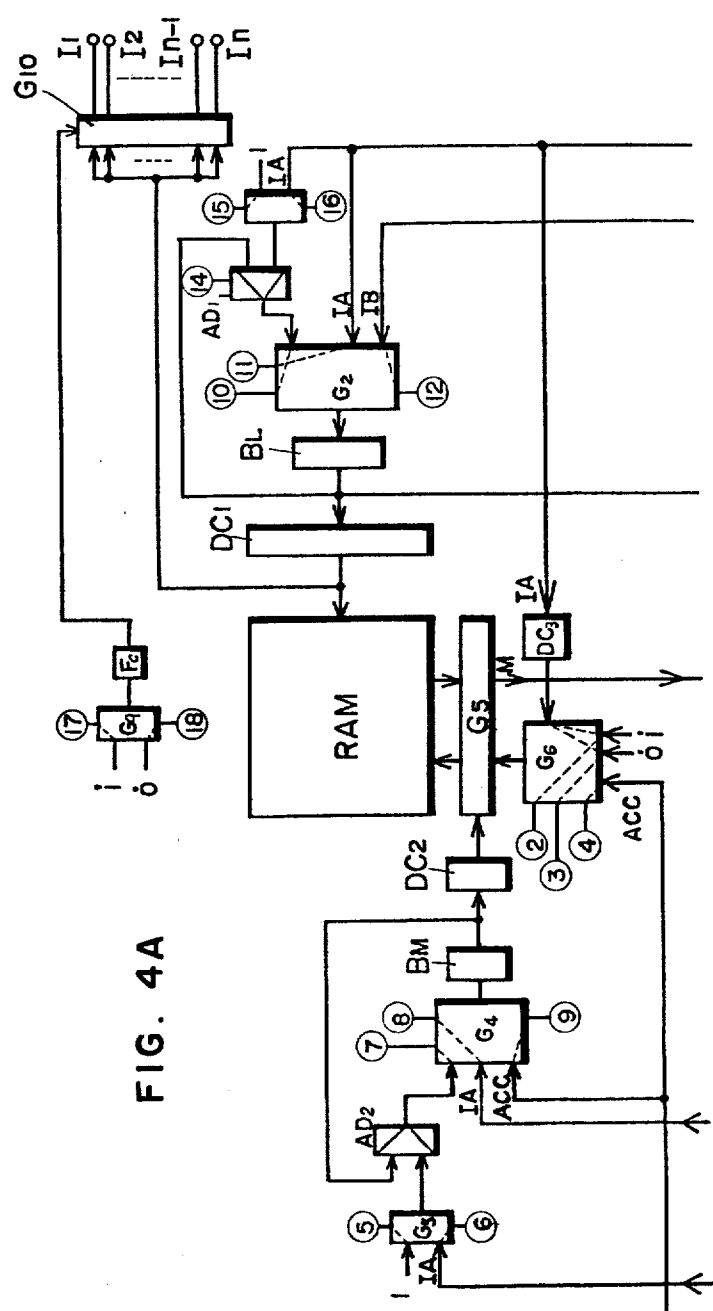 FIG. 4A
G10
I1
I2
In-1
In
15
1
IA
16
14
AD1
IA
IB
11
10
G2
12
BL
DC1
17
G9
18
i
o
FC
RAM
G5
M
IA
DC3
G6
i
o
2
3
4
ACC
DC2
BM
8
7
G4
9
IA
ACC
AD2
5
G3
6
1
IA